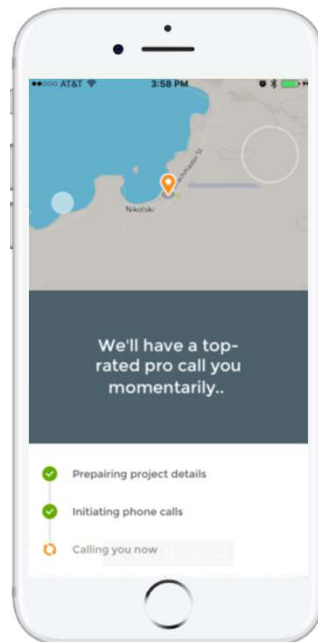 AT&T 3:58 PM
Nikolski
We'll have a top-
rated pro call you
momentarily..
Prepairing project details
Initiating phone calls
Calling you now